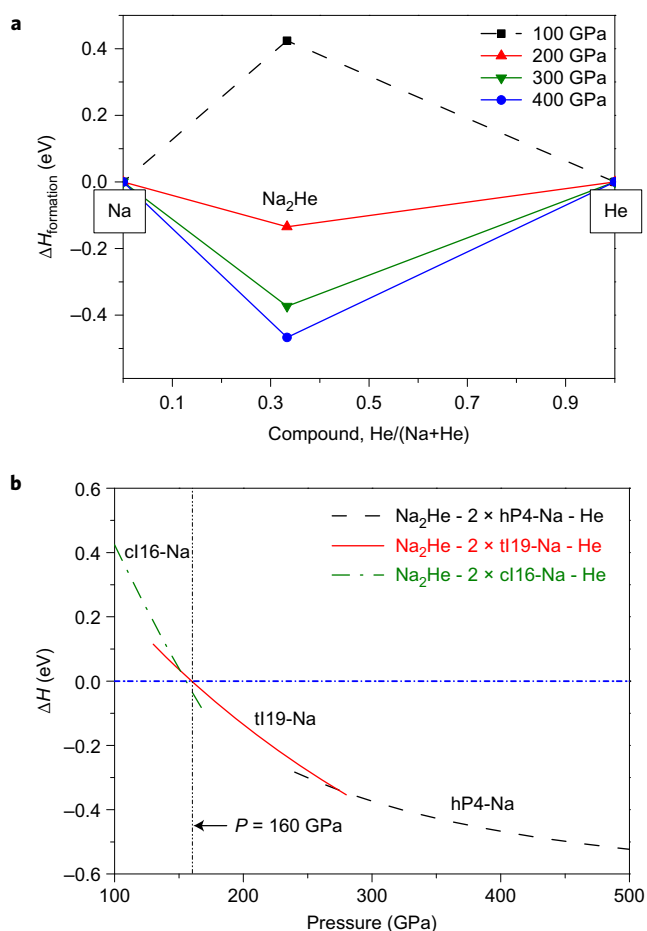 a
0.4
0.2
0.0
−0.2
−0.4
ΔH formation (eV)
100 GPa
200 GPa
300 GPa
400 GPa
Na
Na₂He
He
0.1 0.3 0.5 0.7 0.9
Compound, He/(Na+He)
b
0.6
0.4
0.2
0.0
−0.2
−0.4
−0.6
ΔH (eV)
Na₂He - 2 × hP4-Na - He
Na₂He - 2 × tI19-Na - He
Na₂He - 2 × cI16-Na - He
cI16-Na
tI19-Na
hP4-Na
P = 160 GPa
100 200 300 400 500
Pressure (GPa)